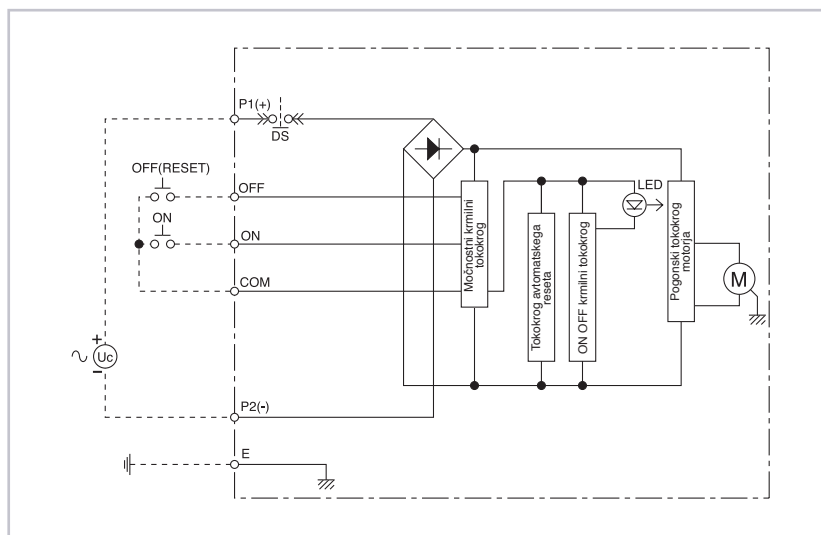 P1(+)
DS
OFF(RESET)
OFF
ON
ON
COM
+
Uc
-
P2(-)
E
Močnostni krmilni
tokokrog
Tokokrog avtomatskega
reseta
ON OFF krmilni tokokrog
LED
Pogonski tokokrog
motorja
M